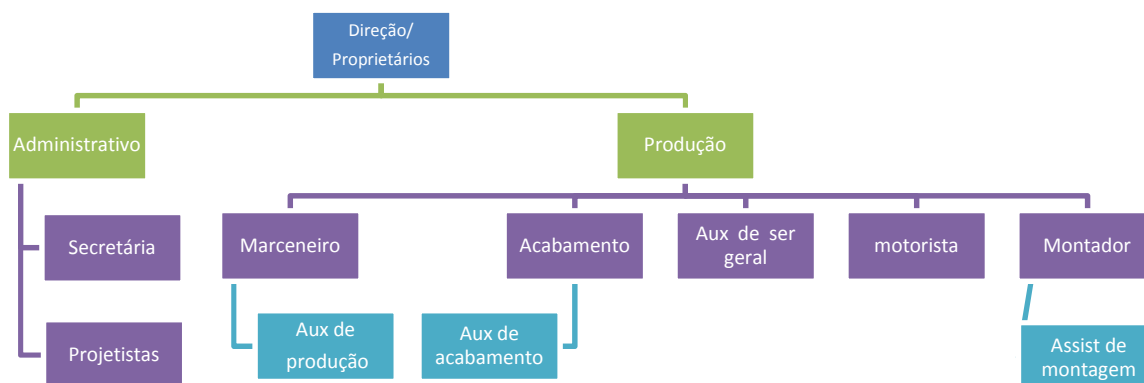 Direção/
Proprietários
Administrativo
Produção
Secretária
Marceneiro
Acabamento
Aux de ser
geral
motorista
Montador
Projetistas
Aux de
produção
Aux de
acabamento
Assist de
montagem